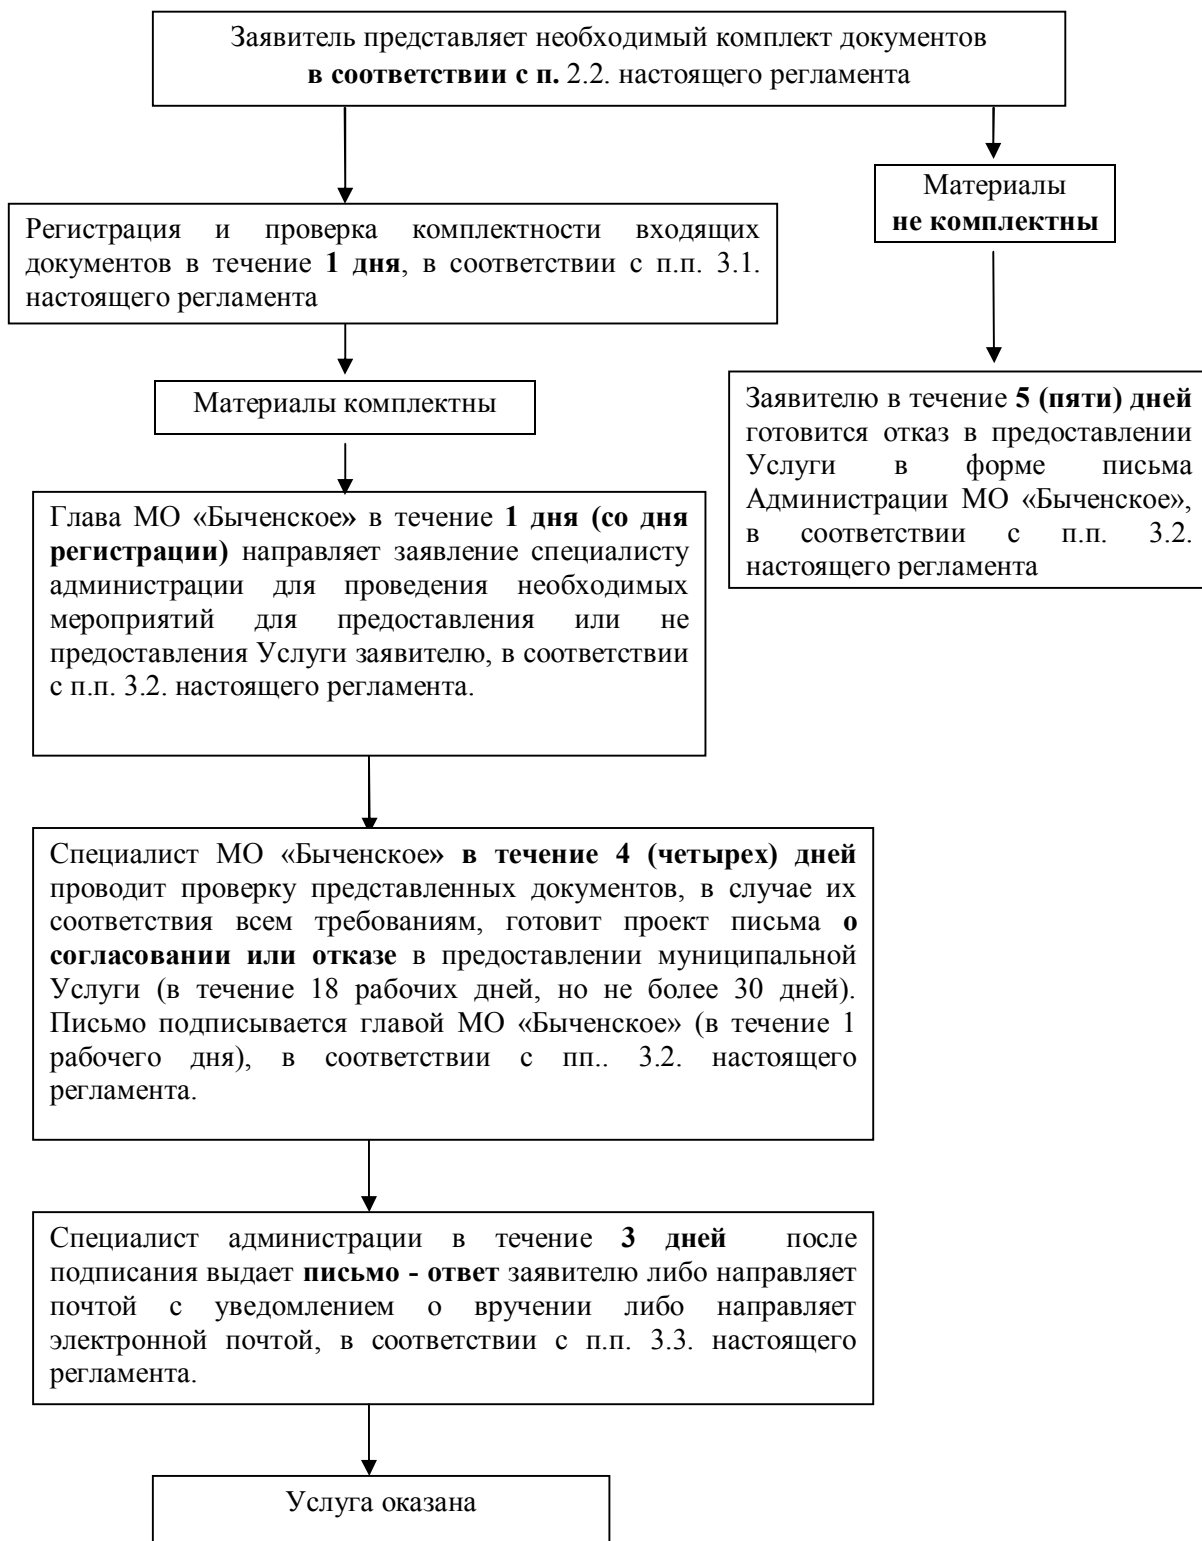 Заявитель представляет необходимый комплект документов
в соответствии с п. 2.2. настоящего регламента
Материалы
не комплектны
Регистрация и проверка комплектности входящих
документов в течение 1 дня, в соответствии с п.п. 3.1.
настоящего регламента
Материалы комплектны
Заявителю в течение 5 (пяти) дней
готовится отказ в предоставлении
Услуги в форме письма
Администрации МО «Быченское»,
в соответствии с п.п. 3.2.
настоящего регламента
Глава МО «Быченское» в течение 1 дня (со дня
регистрации) направляет заявление специалисту
администрации для проведения необходимых
мероприятий для предоставления или не
предоставления Услуги заявителю, в соответствии
с п.п. 3.2. настоящего регламента.
Специалист МО «Быченское» в течение 4 (четырех) дней
проводит проверку представленных документов, в случае их
соответствия всем требованиям, готовит проект письма о
согласовании или отказе в предоставлении муниципальной
Услуги (в течение 18 рабочих дней, но не более 30 дней).
Письмо подписывается главой МО «Быченское» (в течение 1
рабочего дня), в соответствии с пп.. 3.2. настоящего
регламента.
Специалист администрации в течение 3 дней после
подписания выдает письмо - ответ заявителю либо направляет
почтой с уведомлением о вручении либо направляет
электронной почтой, в соответствии с п.п. 3.3. настоящего
регламента.
Услуга оказана